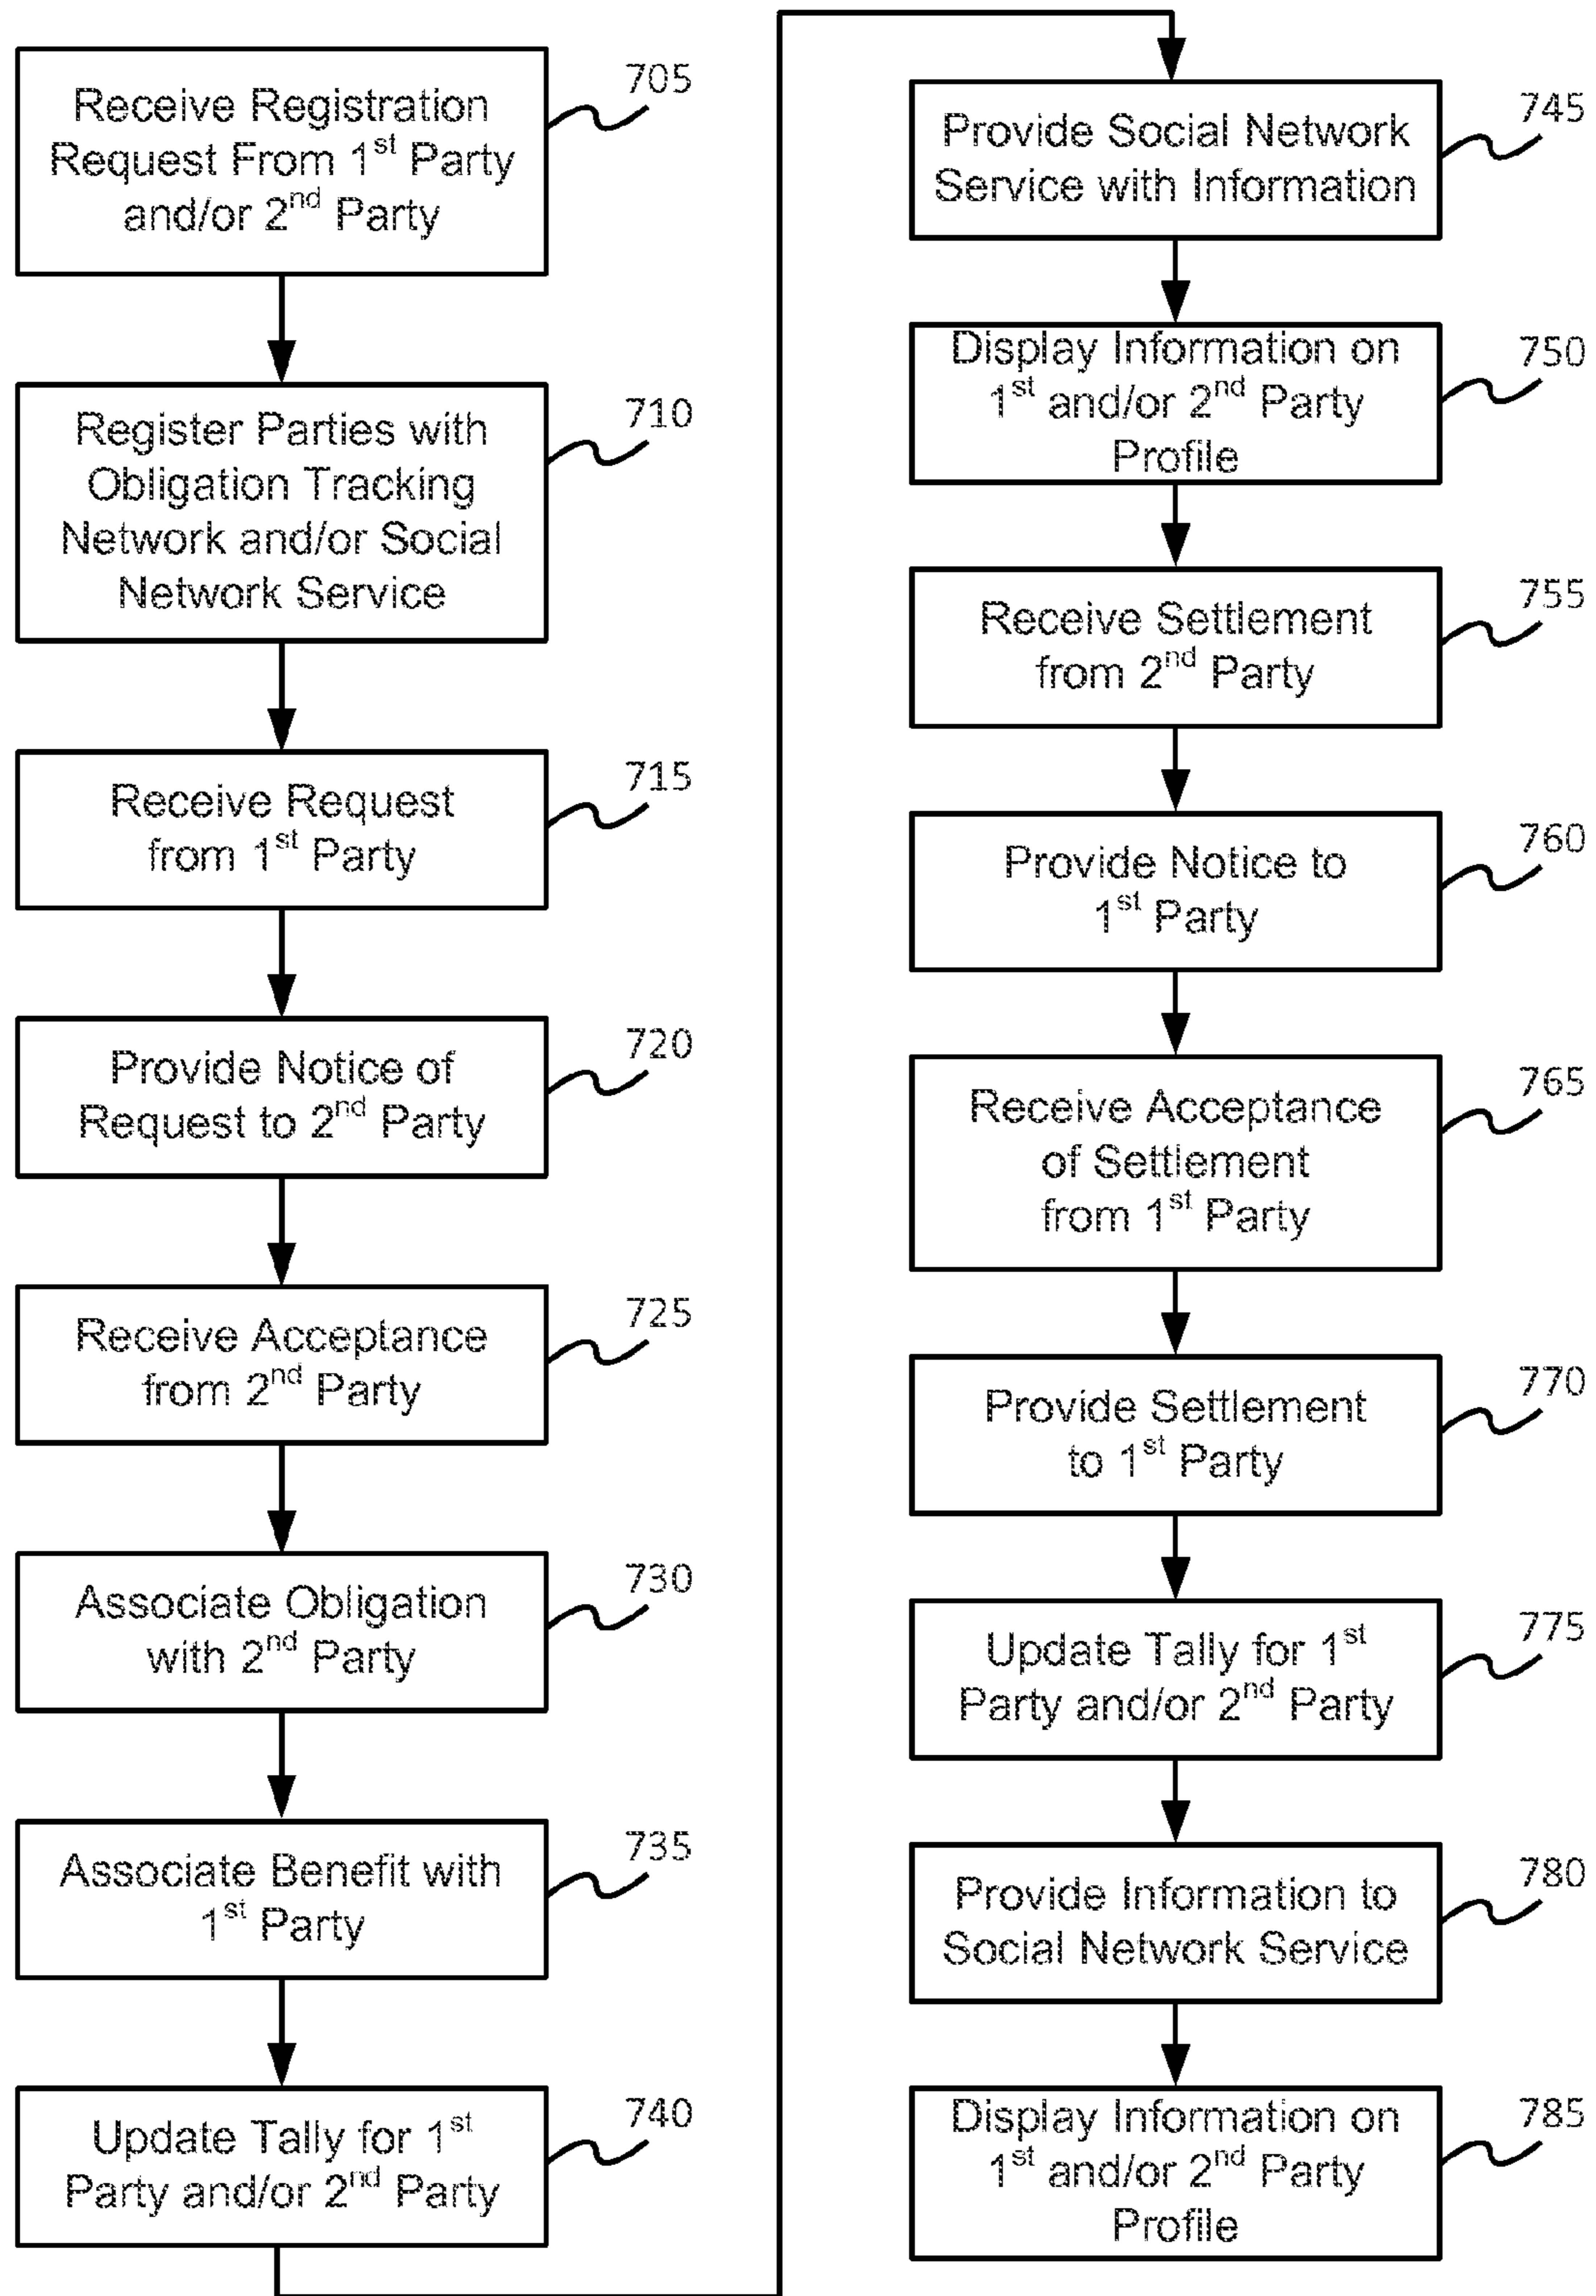 Receive Registration
Request From 1st Party
and/or 2nd Party
705
Register Parties with
Obligation Tracking
Network and/or Social
Network Service
710
Receive Request
from 1st Party
715
Provide Notice of
Request to 2nd Party
720
Receive Acceptance
from 2nd Party
725
Associate Obligation
with 2nd Party
730
Associate Benefit with
1st Party
735
Update Tally for 1st
Party and/or 2nd Party
740
Provide Social Network
Service with Information
745
Display Information on
1st and/or 2nd Party
Profile
750
Receive Settlement
from 2nd Party
755
Provide Notice to
1st Party
760
Receive Acceptance
of Settlement
from 1st Party
765
Provide Settlement
to 1st Party
770
Update Tally for 1st
Party and/or 2nd Party
775
Provide Information to
Social Network Service
780
Display Information on
1st and/or 2nd Party
Profile
785